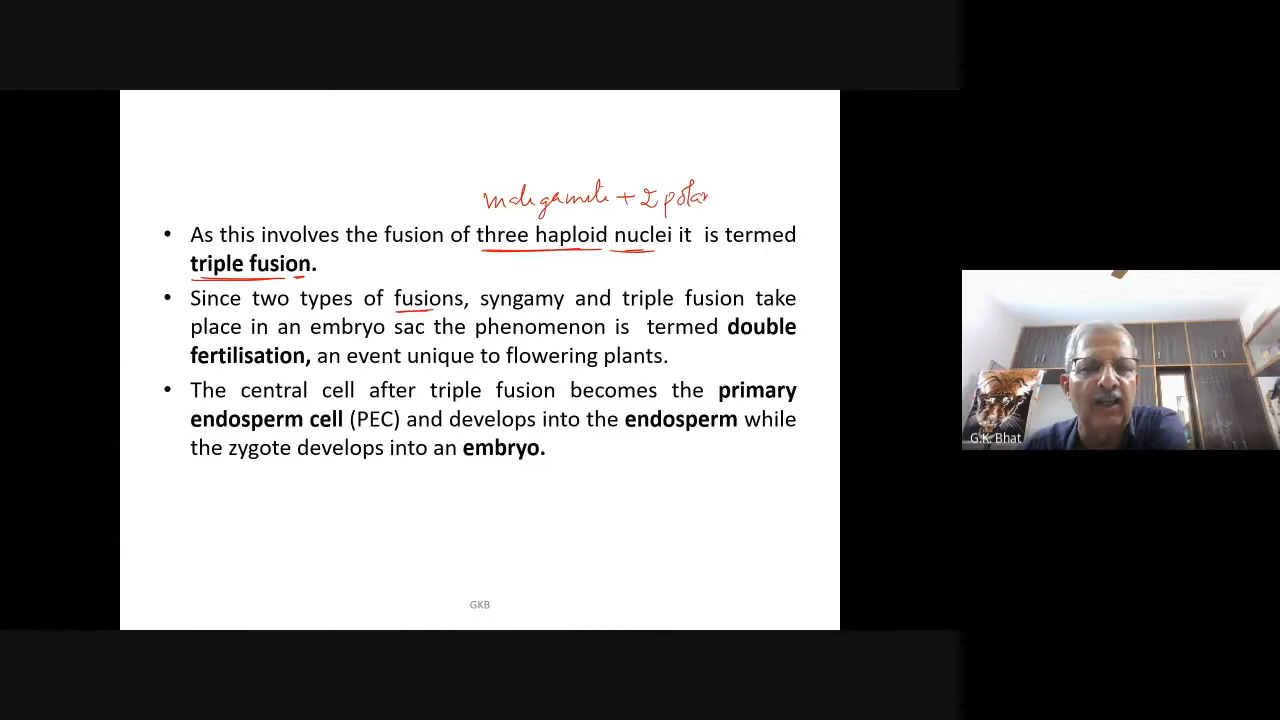 male gamete + 2 polar
• As this involves the fusion of three haploid nuclei it is termed
triple fusion.
• Since two types of fusions, syngamy and triple fusion take
place in an embryo sac the phenomenon is termed double
fertilisation, an event unique to flowering plants.
• The central cell after triple fusion becomes the primary
endosperm cell (PEC) and develops into the endosperm while
the zygote develops into an embryo.
GKB
G.K. Bhat